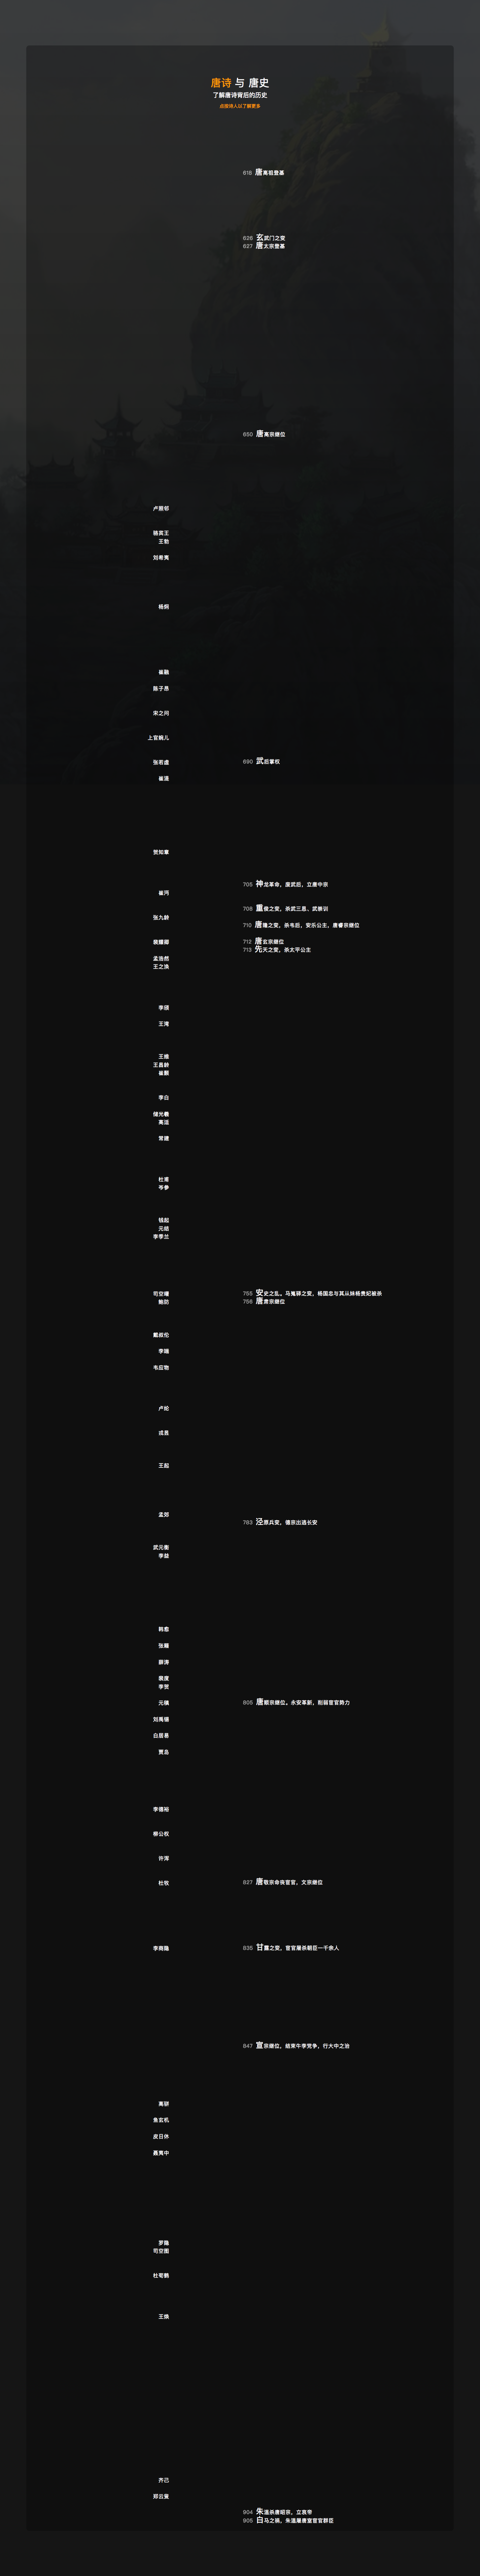 唐诗 与 唐史
了解唐诗背后的历史
点按诗人以了解更多
618 唐高祖登基
626 玄武门之变
627 唐太宗登基
650 唐高宗继位
卢照邻
骆宾王
王勃
刘希夷
杨炯
崔融
陈子昂
宋之问
上官婉儿
张若虚
690 武后掌权
崔湜
贺知章
705 神龙革命，废武后，立唐中宗
崔沔
708 重俊之变，杀武三思、武崇训
张九龄
710 唐隆之变，杀韦后，安乐公主，唐睿宗继位
裴耀卿
712 唐玄宗继位
713 先天之变，杀太平公主
孟浩然
王之涣
李颀
王湾
王维
王昌龄
崔颢
李白
储光羲
高适
常建
杜甫
岑参
钱起
元结
李季兰
司空曙
755 安史之乱。马嵬驿之变，杨国忠与其从妹杨贵妃被杀
鲍防
756 唐肃宗继位
戴叔伦
李端
韦应物
卢纶
戎昱
王起
孟郊
783 泾原兵变，德宗出逃长安
武元衡
李益
韩愈
张籍
薛涛
裴度
李贺
元稹
805 唐顺宗继位。永安革新，削弱宦官势力
刘禹锡
白居易
贾岛
李德裕
柳公权
许浑
杜牧
827 唐敬宗命丧宦官，文宗继位
李商隐
835 甘露之变，宦官屠杀朝臣一千余人
847 宣宗继位，结束牛李党争，行大中之治
高骈
鱼玄机
皮日休
聂夷中
罗隐
司空图
杜荀鹤
王焕
齐己
郑云叟
904 朱温杀唐昭宗，立哀帝
905 白马之祸，朱温屠唐室宦官群臣